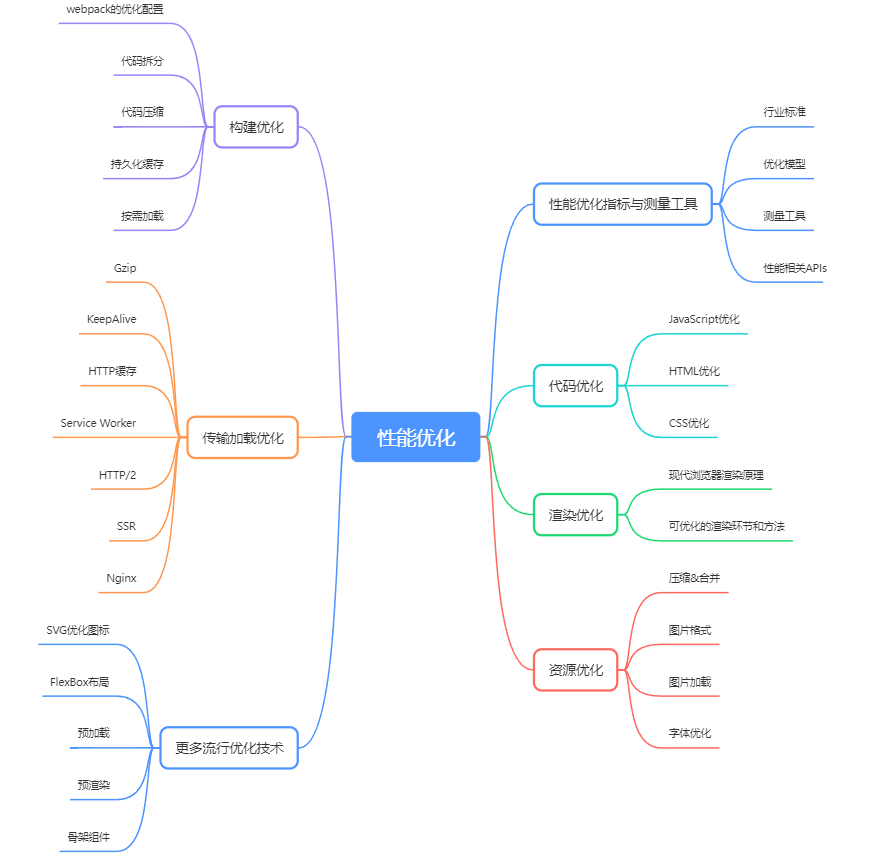 性能优化
性能优化指标与测量工具
行业标准
优化模型
测量工具
性能相关APIs
代码优化
JavaScript优化
HTML优化
CSS优化
渲染优化
现代浏览器渲染原理
可优化的渲染环节和方法
资源优化
压缩&合并
图片格式
图片加载
字体优化
构建优化
webpack的优化配置
代码拆分
代码压缩
持久化缓存
按需加载
传输加载优化
Gzip
KeepAlive
HTTP缓存
Service Worker
HTTP/2
SSR
Nginx
更多流行优化技术
SVG优化图标
FlexBox布局
预加载
预渲染
骨架组件